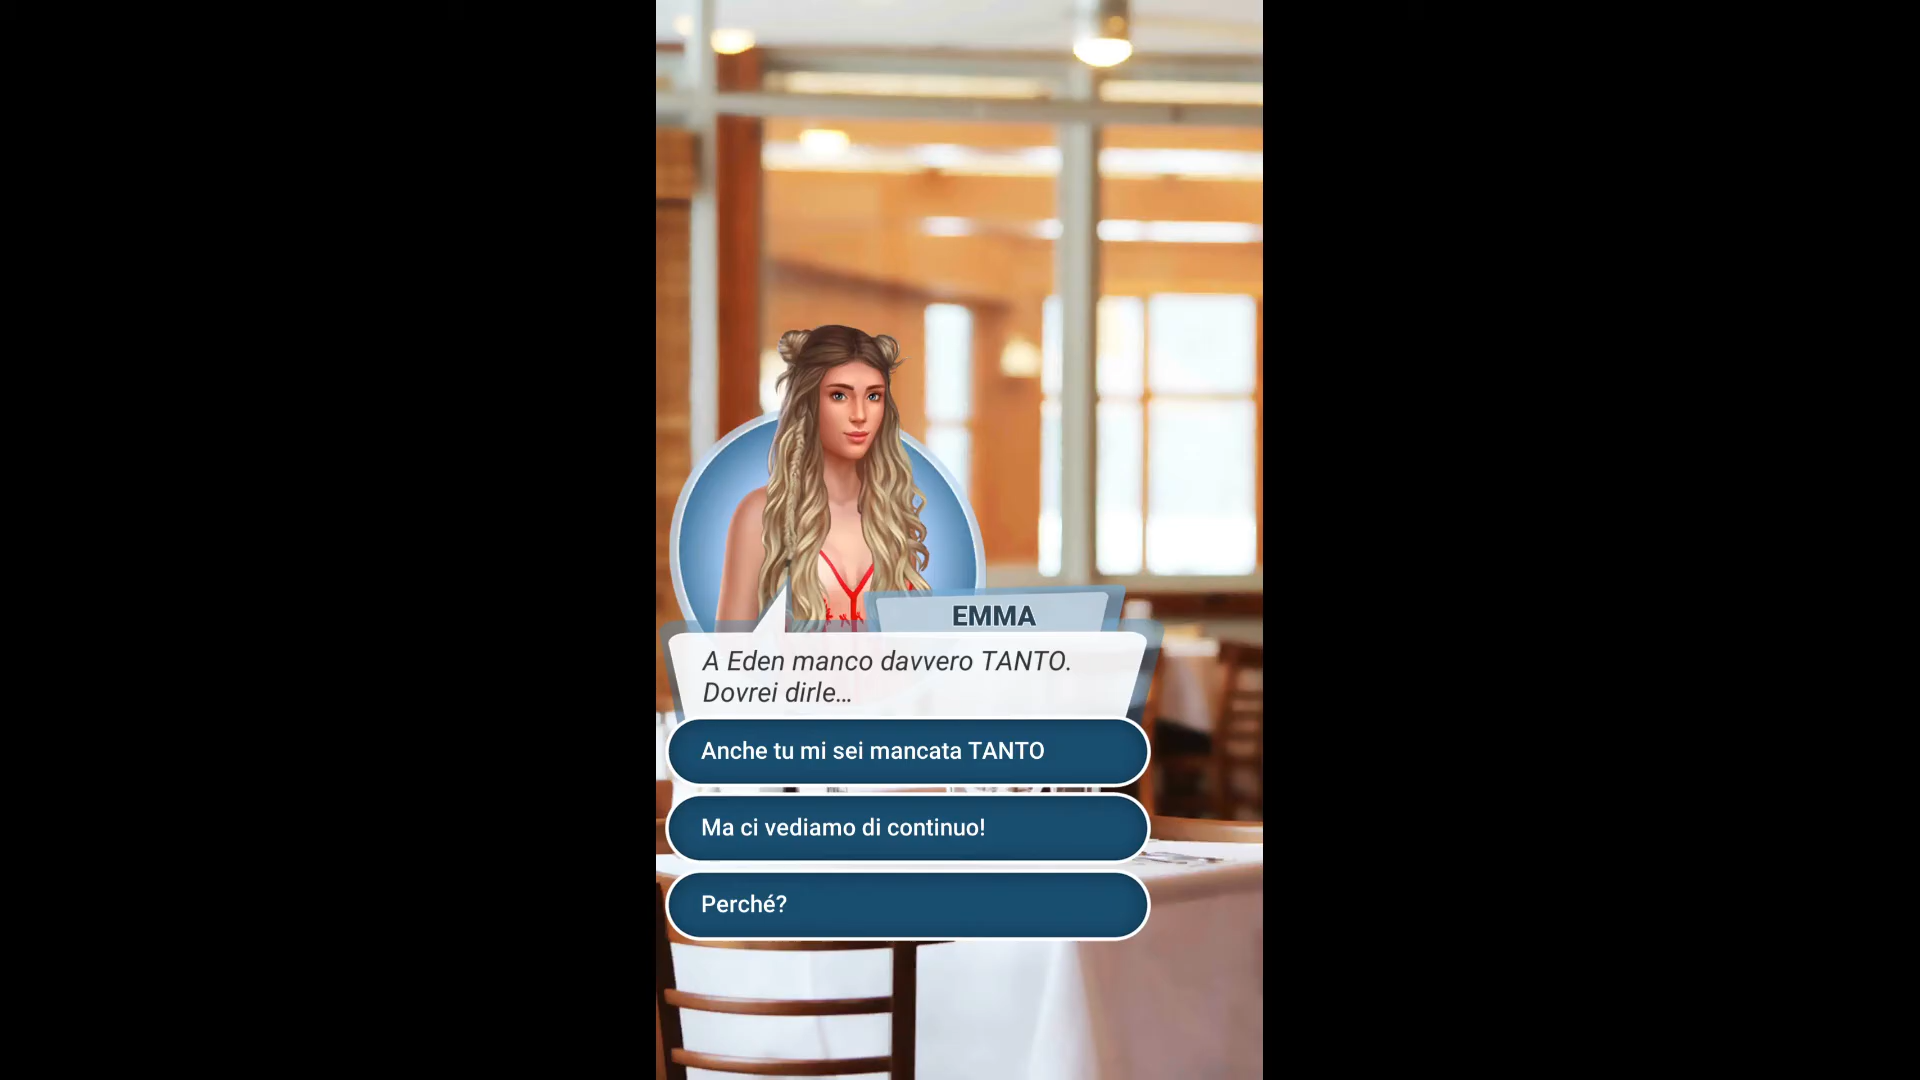 EMMA
A Eden manco davvero TANTO.
Dovrei dirle…
Anche tu mi sei mancata TANTO
Ma ci vediamo di continuo!
Perché?